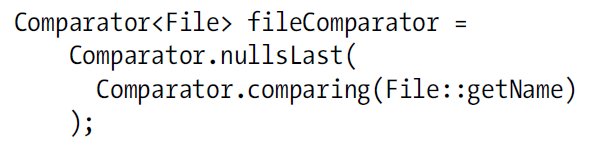 Comparator<File> fileComparator =
    Comparator.nullsLast(
      Comparator.comparing(File::getName)
    );